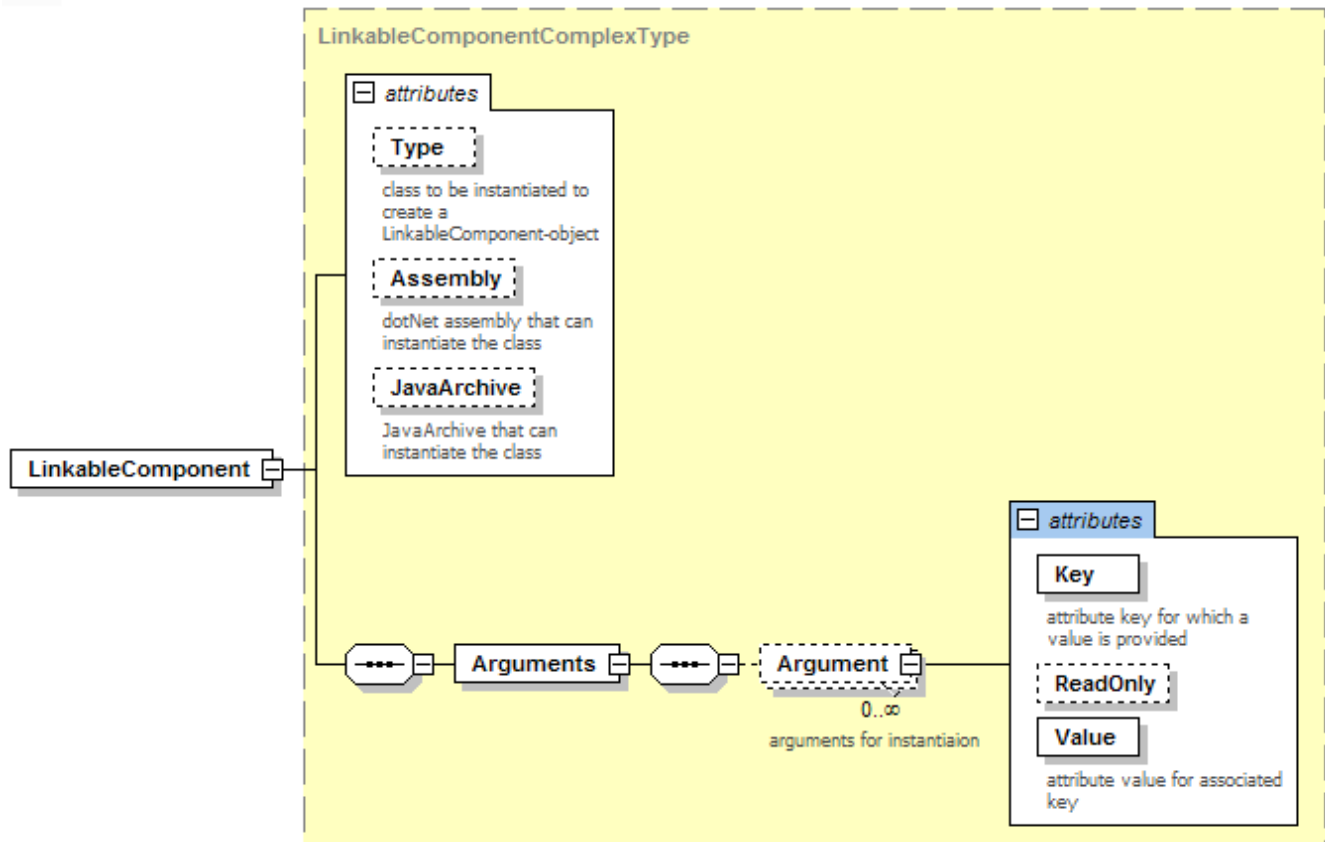 LinkableComponentComplexType
attributes
Type
class to be instantiated to
create a
LinkableComponent-object
Assembly
dotNet assembly that can
instantiate the class
JavaArchive
JavaArchive that can
instantiate the class
LinkableComponent
attributes
Key
attribute key for which a
value is provided
Arguments
Argument
0..∞
arguments for instantiaion
ReadOnly
Value
attribute value for associated
key